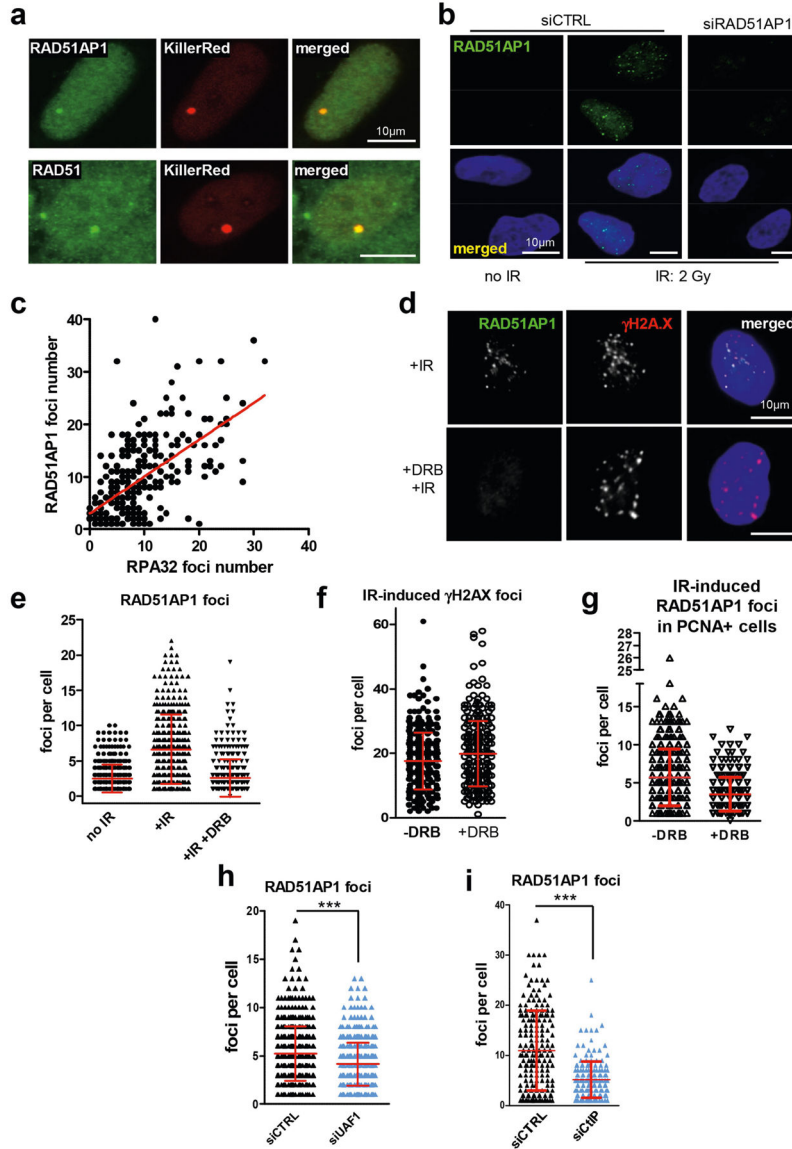 a
RAD51AP1 KillerRed merged
10µm
RAD51 KillerRed merged
b
siCTRL siRAD51AP1
RAD51AP1
merged 10µm
no IR IR: 2 Gy
c
RAD51AP1 foci number
40
30
20
10
0
0 10 20 30 40
RPA32 foci number
d
RAD51AP1 γH2A.X merged
+IR
10µm
+DRB
+IR
e
RAD51AP1 foci
foci per cell
25
20
15
10
5
0
no IR +IR +IR +DRB
f
IR-induced γH2AX foci
foci per cell
60
40
20
0
-DRB +DRB
g
IR-induced
RAD51AP1 foci
in PCNA+ cells
foci per cell
28
27
26
25
15
10
5
0
-DRB +DRB
h
RAD51AP1 foci
***
foci per cell
20
15
10
5
0
siCTRL siUAF1
i
RAD51AP1 foci
***
foci per cell
40
30
20
10
0
siCTRL siCtIP